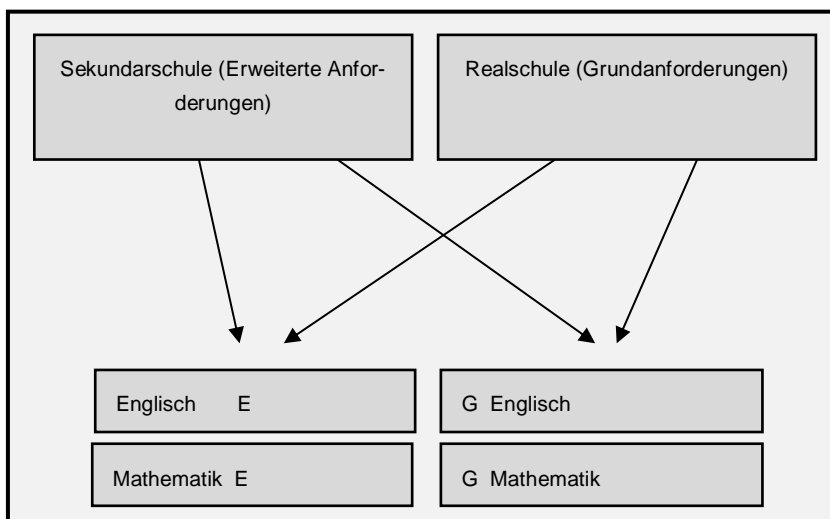 Sekundarschule (Erweiterte Anfor-
derungen)
Realschule (Grundanforderungen)
Englisch E
G Englisch
Mathematik E
G Mathematik